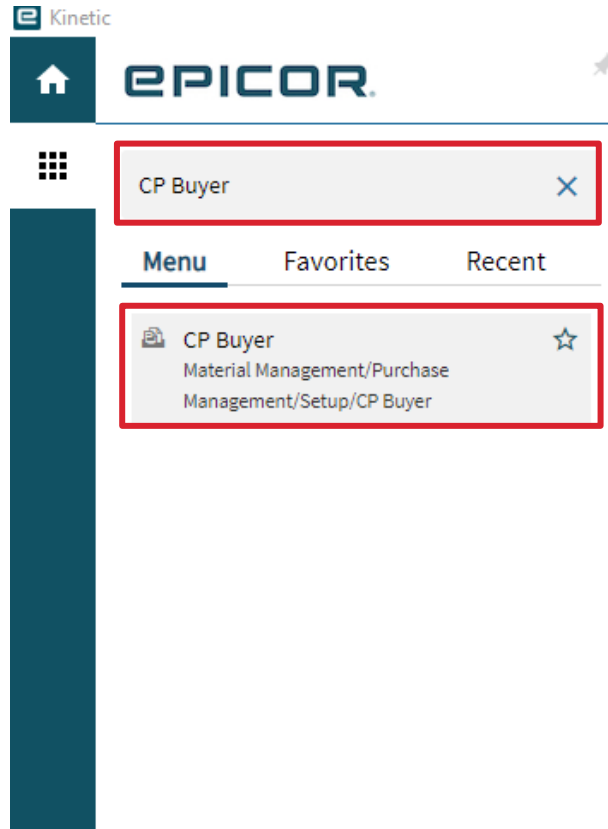 Kinetic
EPICOR
CP Buyer
Menu Favorites Recent
CP Buyer
Material Management/Purchase
Management/Setup/CP Buyer